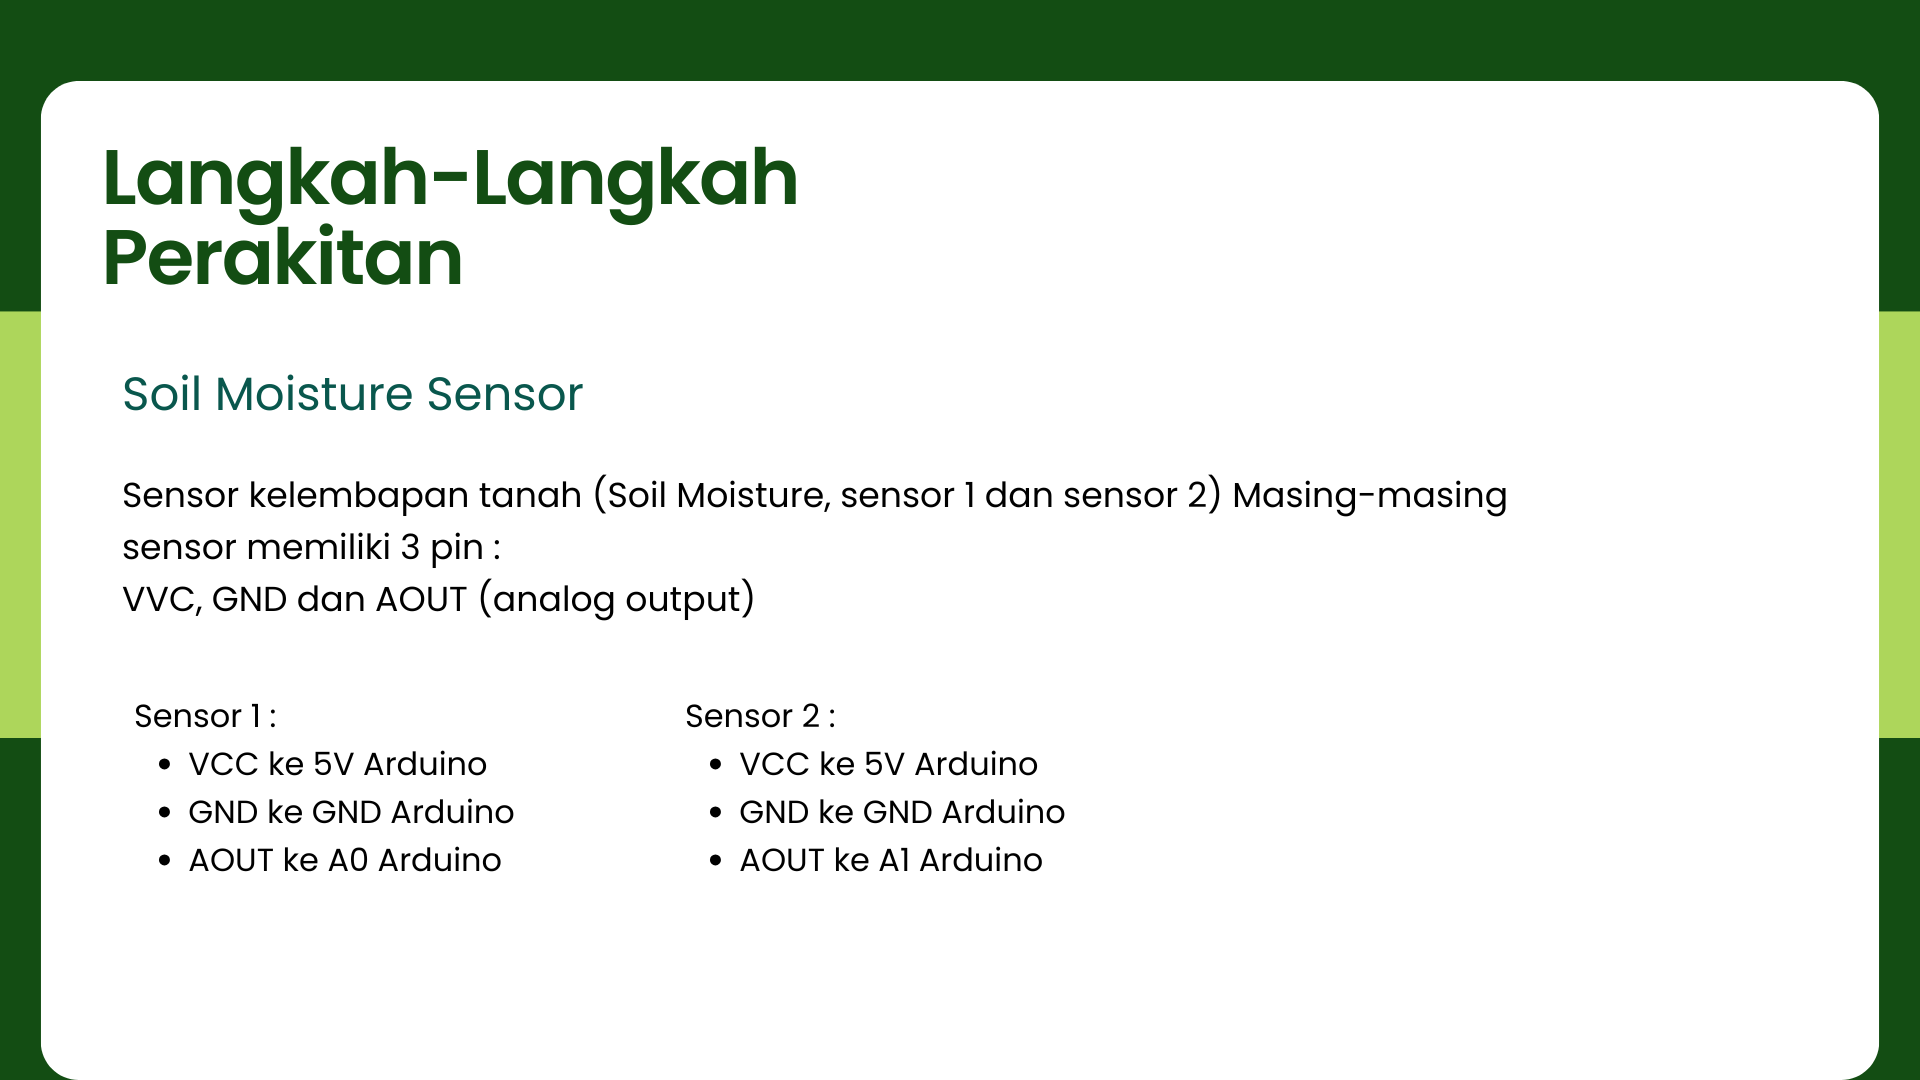 Langkah-Langkah
Perakitan
Soil Moisture Sensor
Sensor kelembapan tanah (Soil Moisture, sensor 1 dan sensor 2) Masing-masing
sensor memiliki 3 pin :
VVC, GND dan AOUT (analog output)
Sensor 1 :
• VCC ke 5V Arduino
• GND ke GND Arduino
• AOUT ke A0 Arduino
Sensor 2 :
• VCC ke 5V Arduino
• GND ke GND Arduino
• AOUT ke A1 Arduino